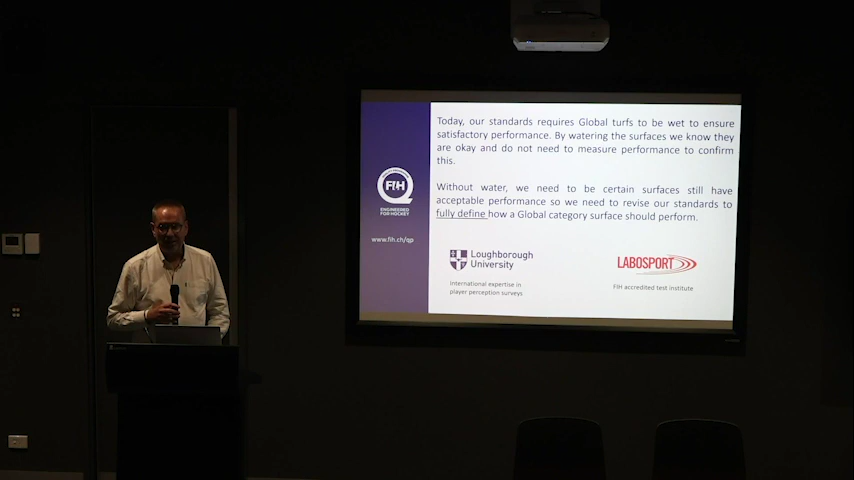 Today, our standards requires Global turfs to be wet to ensure
satisfactory performance. By watering the surfaces we know they
are okay and do not need to measure performance to confirm
this.
Without water, we need to be certain surfaces still have
acceptable performance so we need to revise our standards to
fully define how a Global category surface should perform.
FIH
ENGINEERED
FOR HOCKEY
www.fih.ch/qp
Loughborough
University
International expertise in
player perception surveys
LABOSPORT
FIH accredited test institute